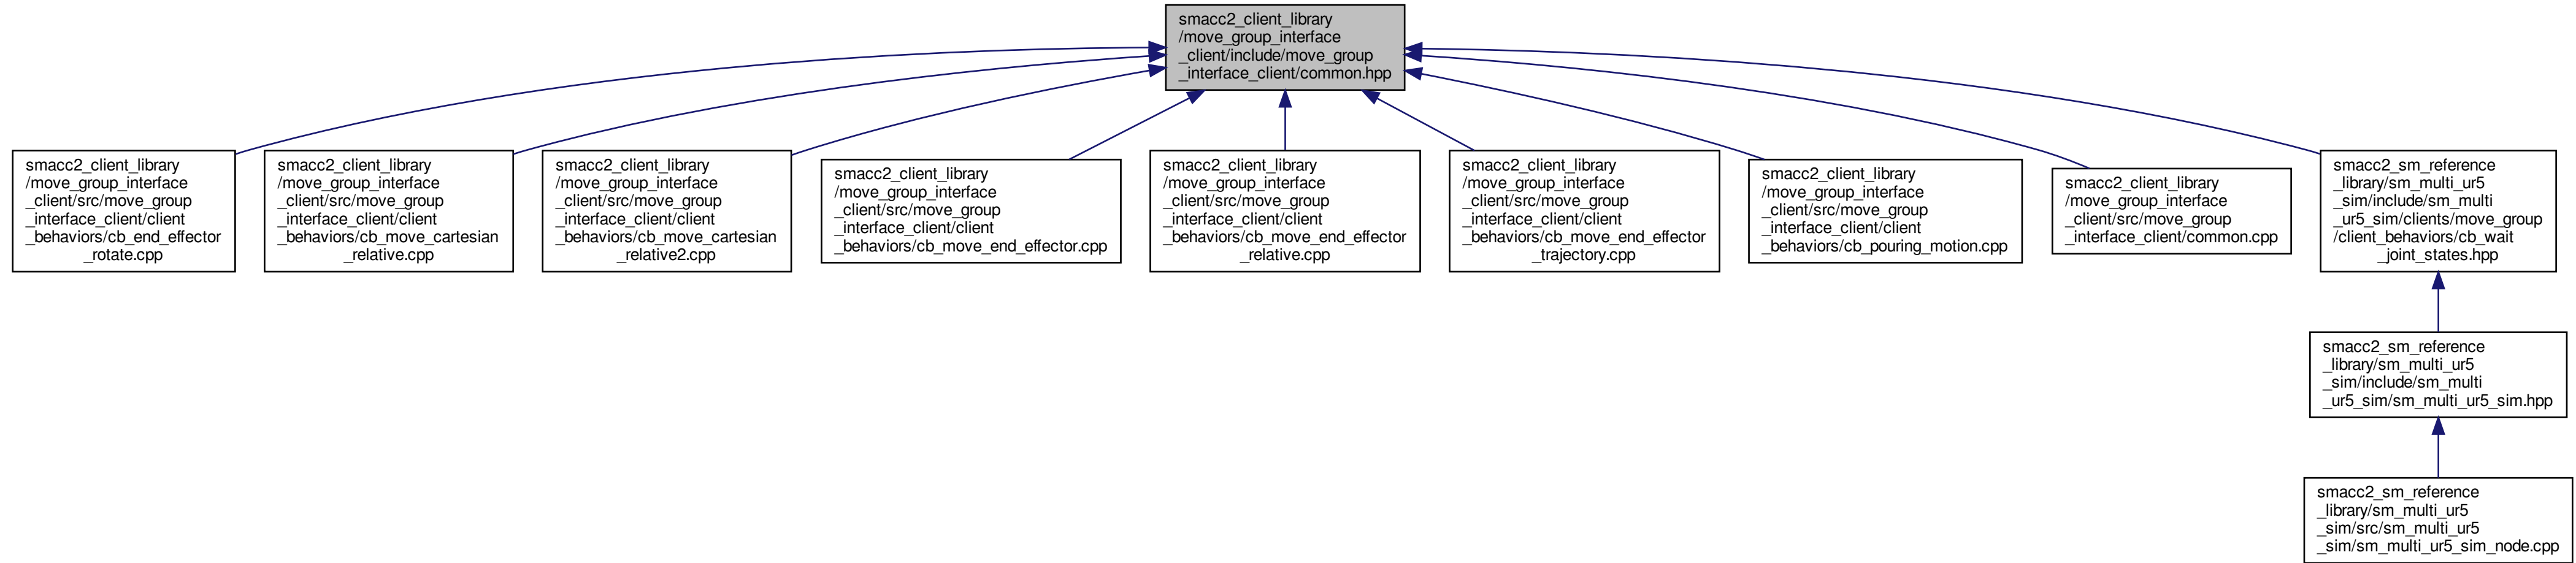 smacc2_client_library
/move_group_interface
_client/include/move_group
_interface_client/common.hpp
smacc2_client_library
/move_group_interface
_client/src/move_group
_interface_client/client
_behaviors/cb_end_effector
_rotate.cpp
smacc2_client_library
/move_group_interface
_client/src/move_group
_interface_client/client
_behaviors/cb_move_cartesian
_relative.cpp
smacc2_client_library
/move_group_interface
_client/src/move_group
_interface_client/client
_behaviors/cb_move_cartesian
_relative2.cpp
smacc2_client_library
/move_group_interface
_client/src/move_group
_interface_client/client
_behaviors/cb_move_end_effector.cpp
smacc2_client_library
/move_group_interface
_client/src/move_group
_interface_client/client
_behaviors/cb_move_end_effector
_relative.cpp
smacc2_client_library
/move_group_interface
_client/src/move_group
_interface_client/client
_behaviors/cb_move_end_effector
_trajectory.cpp
smacc2_client_library
/move_group_interface
_client/src/move_group
_interface_client/client
_behaviors/cb_pouring_motion.cpp
smacc2_client_library
/move_group_interface
_client/src/move_group
_interface_client/common.cpp
smacc2_sm_reference
_library/sm_multi_ur5
_sim/include/sm_multi
_ur5_sim/clients/move_group
/client_behaviors/cb_wait
_joint_states.hpp
smacc2_sm_reference
_library/sm_multi_ur5
_sim/include/sm_multi
_ur5_sim/sm_multi_ur5_sim.hpp
smacc2_sm_reference
_library/sm_multi_ur5
_sim/src/sm_multi_ur5
_sim/sm_multi_ur5_sim_node.cpp